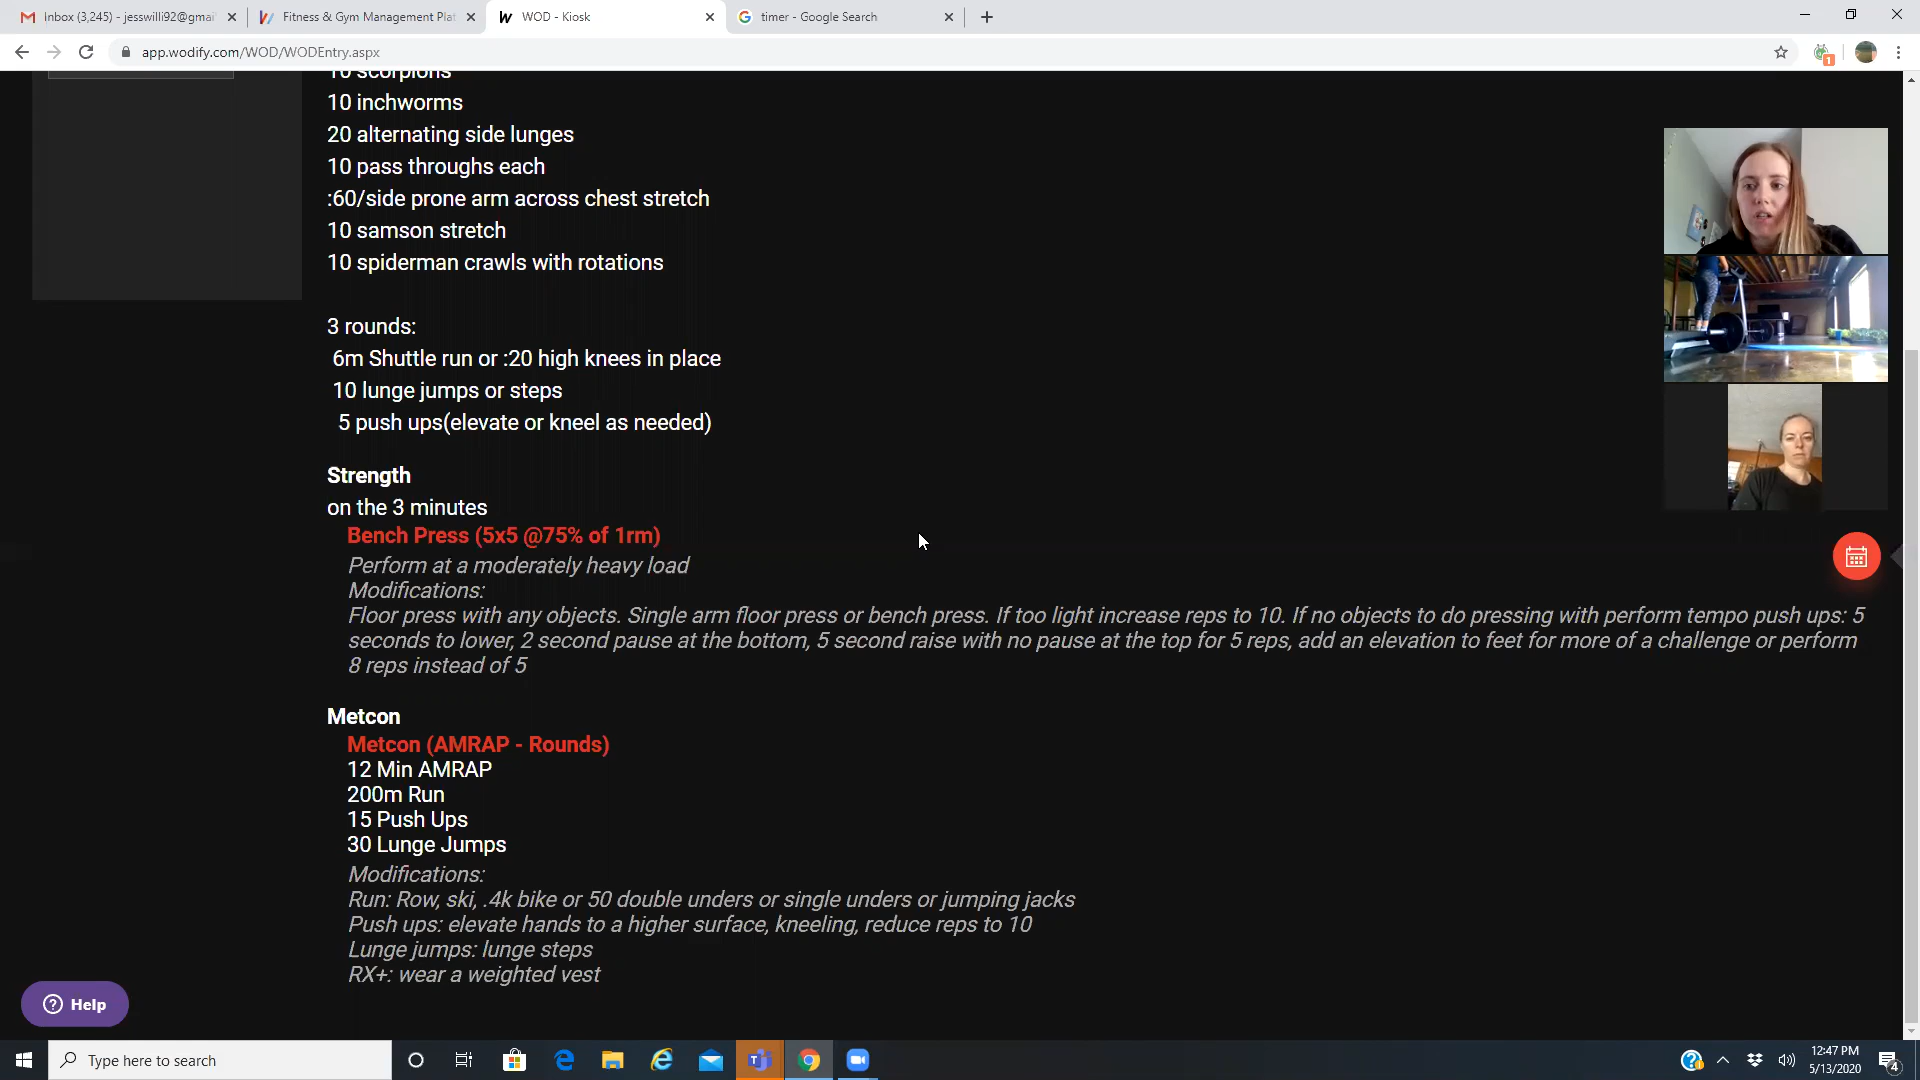 Inbox (3,245) - jesswilli92@gmai
Fitness & Gym Management Plat
WOD - Kiosk
timer - Google Search
app.wodify.com/WOD/WODEntry.aspx
10 scorpions
10 inchworms
20 alternating side lunges
10 pass throughs each
:60/side prone arm across chest stretch
10 samson stretch
10 spiderman crawls with rotations
3 rounds:
6m Shuttle run or :20 high knees in place
10 lunge jumps or steps
5 push ups(elevate or kneel as needed)
Strength
on the 3 minutes
Bench Press (5x5 @75% of 1rm)
Perform at a moderately heavy load
Modifications:
Floor press with any objects. Single arm floor press or bench press. If too light increase reps to 10. If no objects to do pressing with perform tempo push ups: 5
seconds to lower, 2 second pause at the bottom, 5 second raise with no pause at the top for 5 reps, add an elevation to feet for more of a challenge or perform
8 reps instead of 5
Metcon
Metcon (AMRAP - Rounds)
12 Min AMRAP
200m Run
15 Push Ups
30 Lunge Jumps
Modifications:
Run: Row, ski, .4k bike or 50 double unders or single unders or jumping jacks
Push ups: elevate hands to a higher surface, kneeling, reduce reps to 10
Lunge jumps: lunge steps
RX+: wear a weighted vest
Help
Type here to search
12:47 PM
5/13/2020
4
1